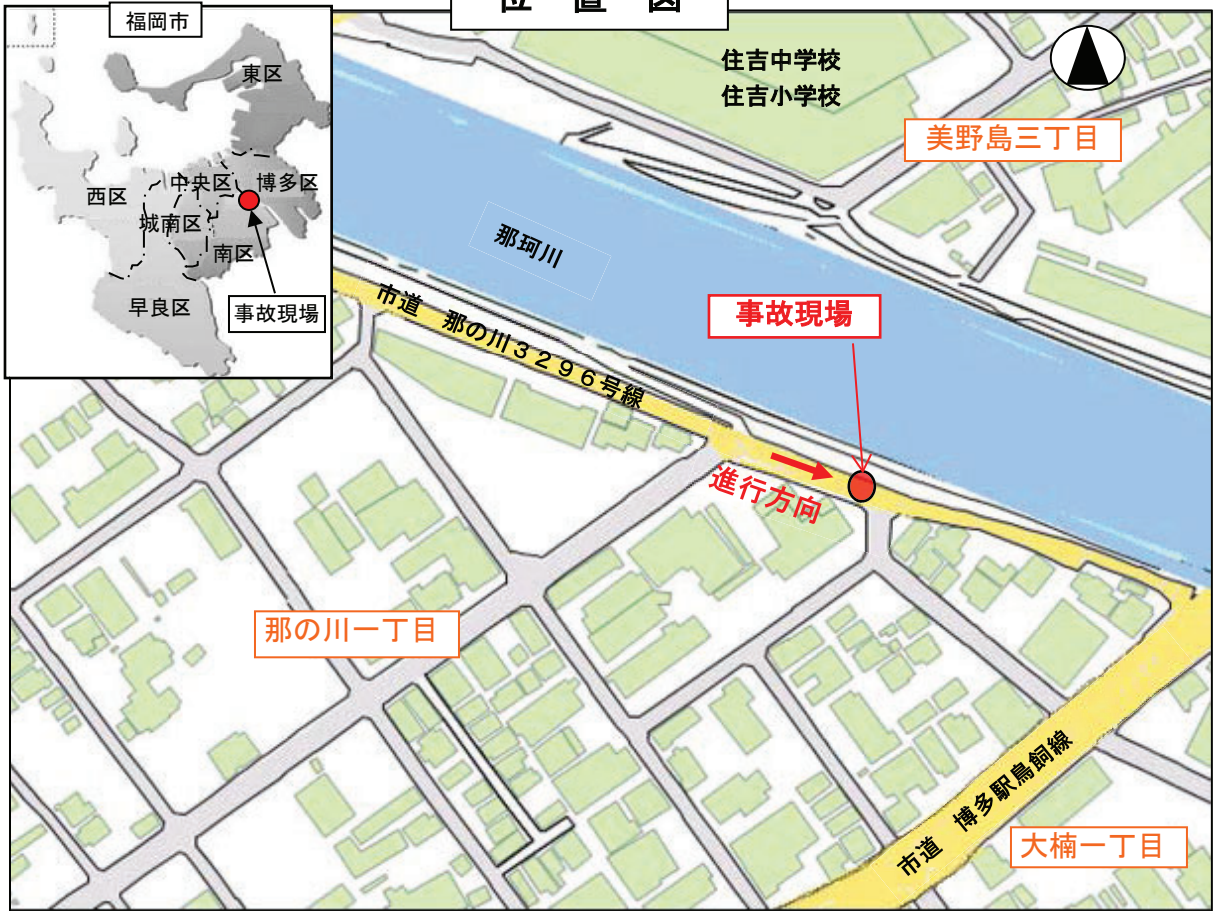 位 置 図
福岡市
東区
西区
中央区
博多区
城南区
南区
早良区
事故現場
住吉中学校
住吉小学校
美野島三丁目
那珂川
市道 那の川３２９６号線
事故現場
進行方向
那の川一丁目
市道 博多駅鳥飼線
大楠一丁目